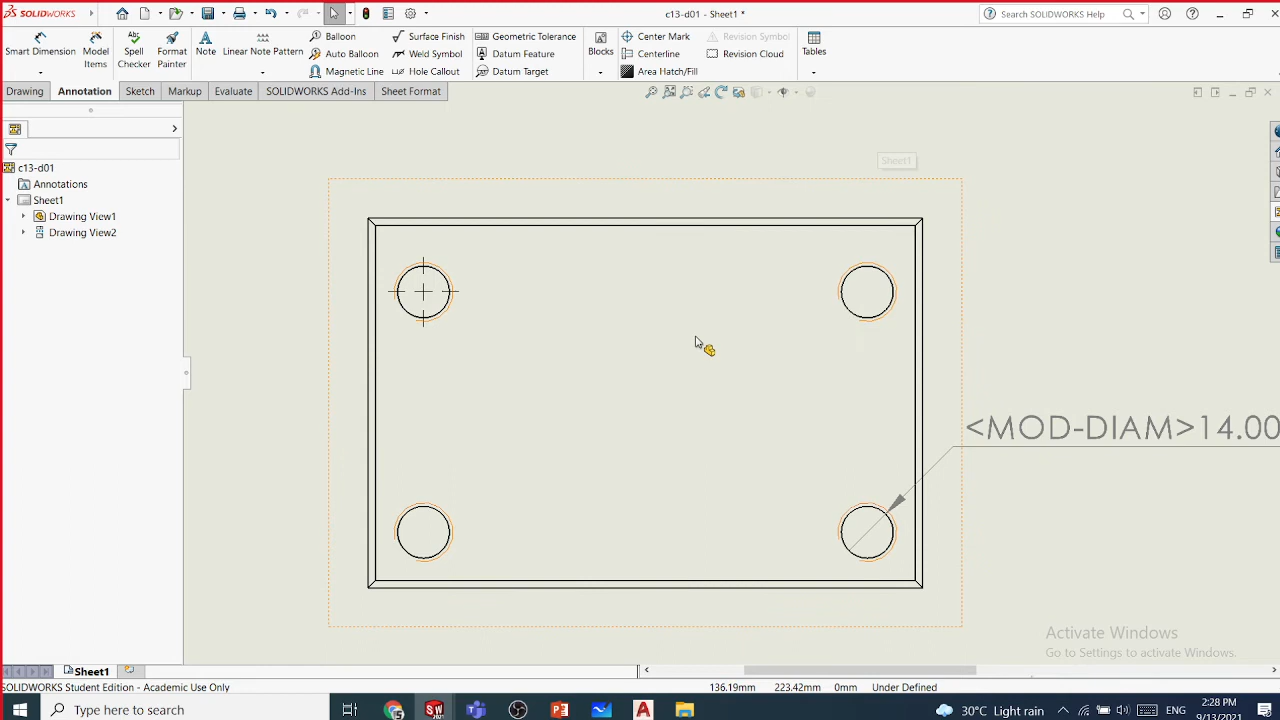 SOLIDWORKS
c13-d01 - Sheet1 *
Search SOLIDWORKS Help
Smart Dimension
Model Items
Spell Checker
Format Painter
Note
Linear Note Pattern
Balloon
Auto Balloon
Magnetic Line
Surface Finish
Weld Symbol
Hole Callout
Geometric Tolerance
Datum Feature
Datum Target
Blocks
Center Mark
Centerline
Area Hatch/Fill
Revision Symbol
Revision Cloud
Tables
Drawing
Annotation
Sketch
Markup
Evaluate
SOLIDWORKS Add-Ins
Sheet Format
c13-d01
Annotations
Sheet1
Drawing View1
Drawing View2
Sheet1
<MOD-DIAM>14.00
Activate Windows
Go to Settings to activate Windows.
Sheet1
SOLIDWORKS Student Edition - Academic Use Only
136.19mm
223.42mm
0mm
Under Defined
Type here to search
30°C Light rain
ENG
2:28 PM
9/13/2021